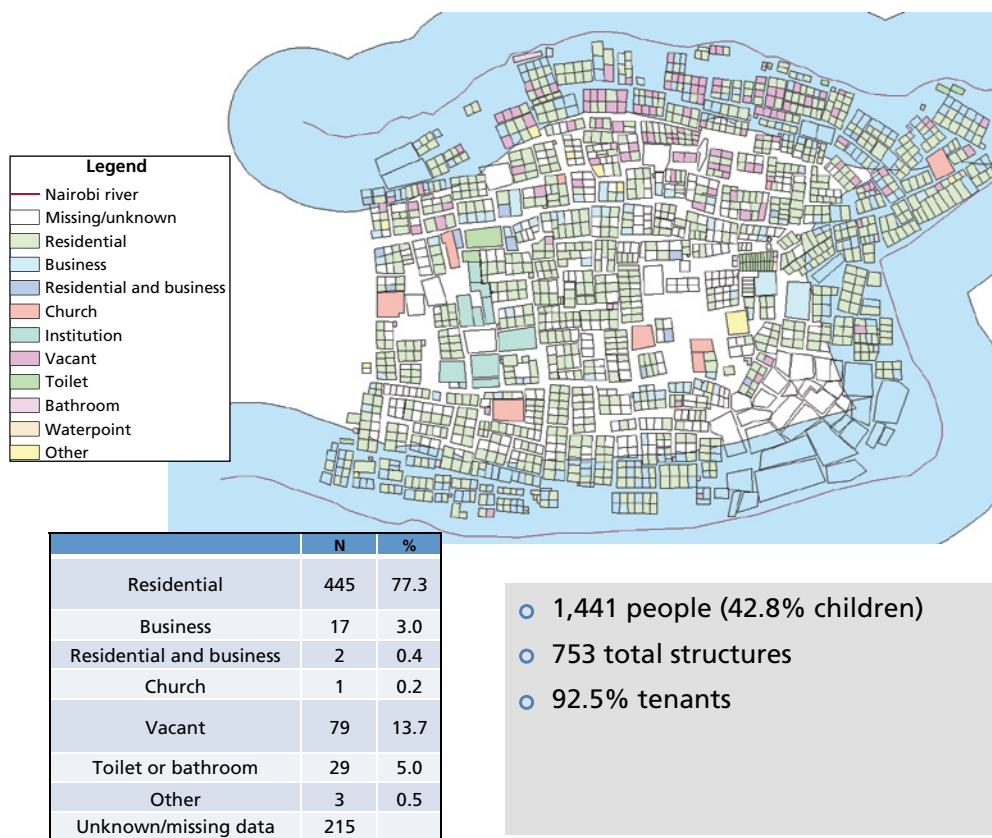 Legend
Nairobi river
Missing/unknown
Residential
Business
Residential and business
Church
Institution
Vacant
Toilet
Bathroom
Waterpoint
Other
N %
Residential 445 77.3
Business 17 3.0
Residential and business 2 0.4
Church 1 0.2
Vacant 79 13.7
Toilet or bathroom 29 5.0
Other 3 0.5
Unknown/missing data 215
1,441 people (42.8% children)
753 total structures
92.5% tenants